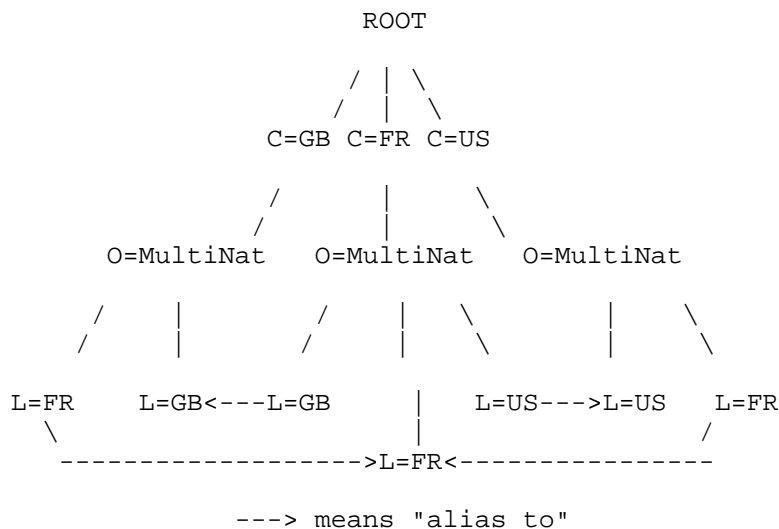 ROOT
C=GB C=FR C=US
O=MultiNat O=MultiNat O=MultiNat
L=FR L=GB<---L=GB L=US--->L=US L=FR
------------------->L=FR<----------------
---> means "alias to"